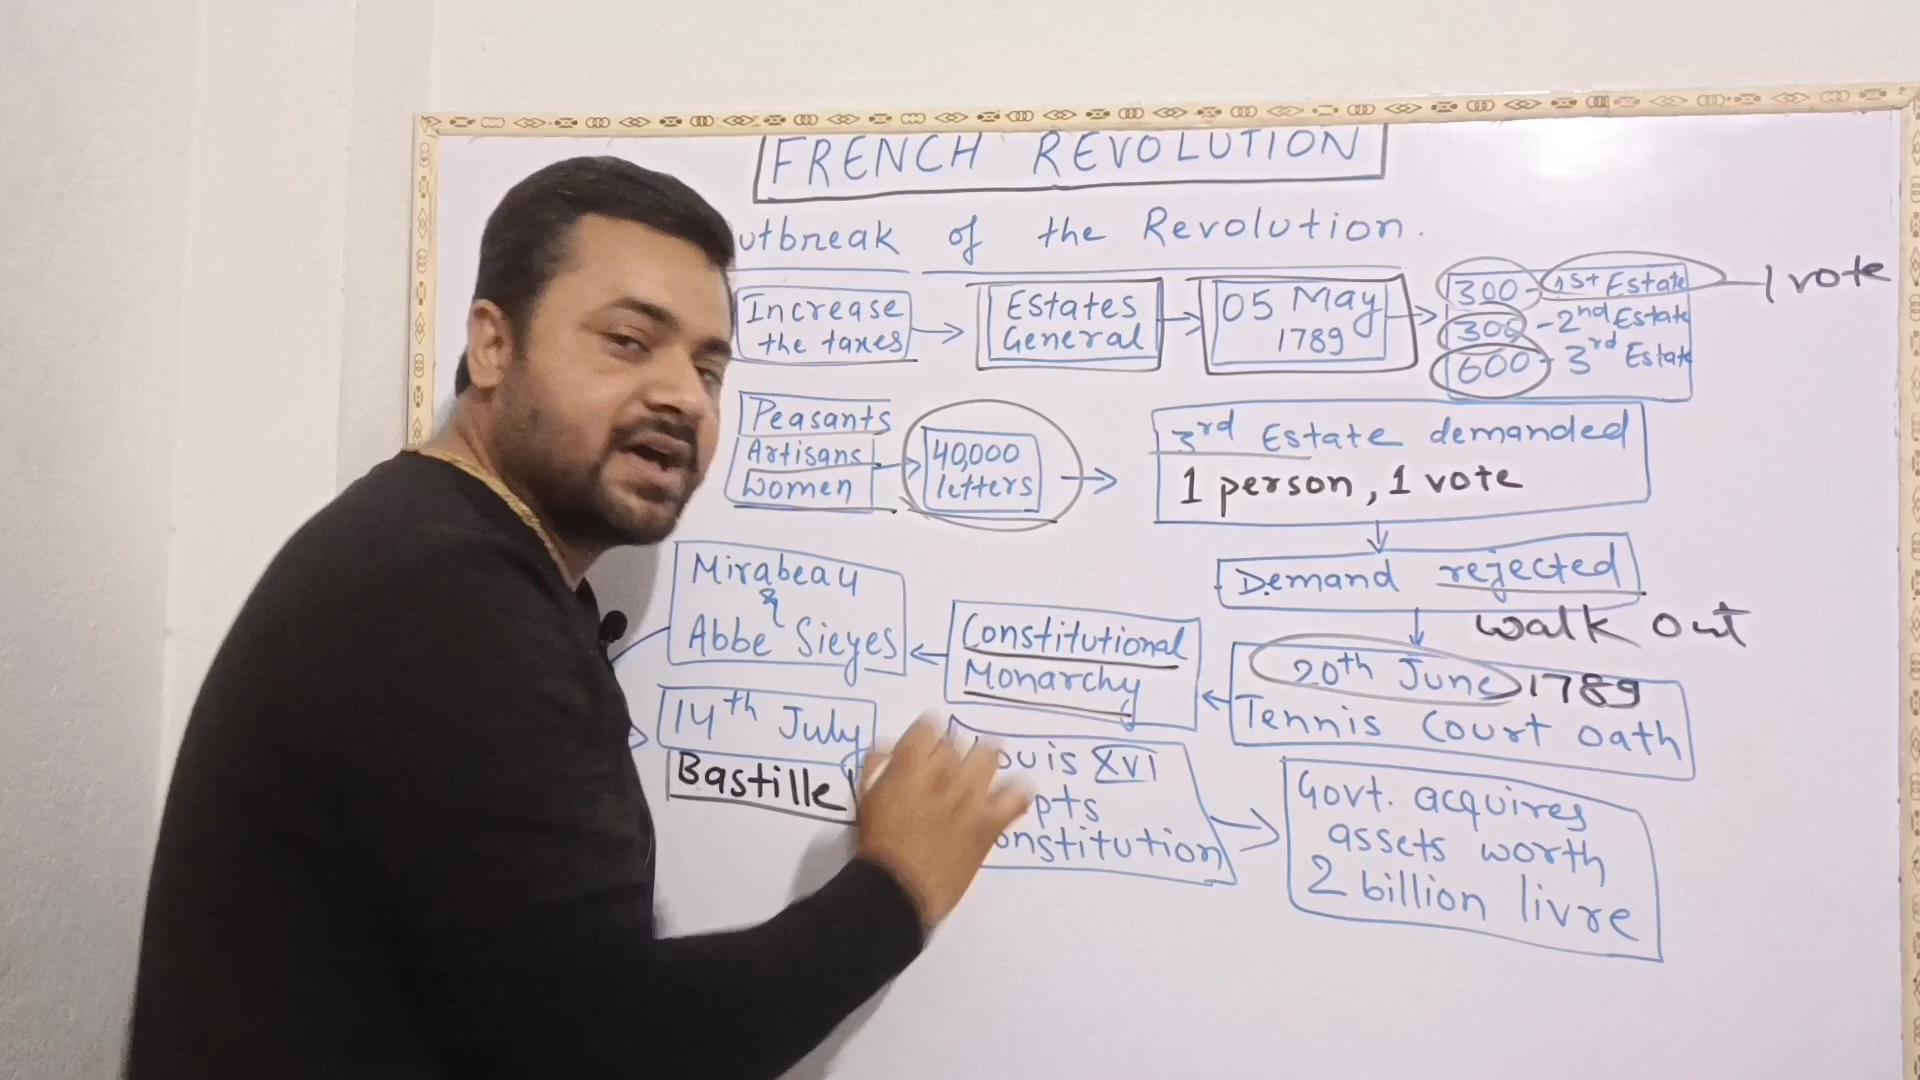 FRENCH REVOLUTION
utbreak of the Revolution.
Increase
the taxes
Estates
General
05 May
1789
300 - 1st Estate
1 vote
300 - 2nd Estate
600 - 3rd Estate
Peasants
Artisans
Women
40,000
letters
3rd Estate demanded
1 person, 1 vote
Demand rejected
walk out
20th June 1789
Tennis Court Oath
Constitutional
Monarchy
Mirabeau
&
Abbe Sieyes
14th July
Bastille
ouis XVI
pts
onstitution
Govt. acquires
assets worth
2 billion livre